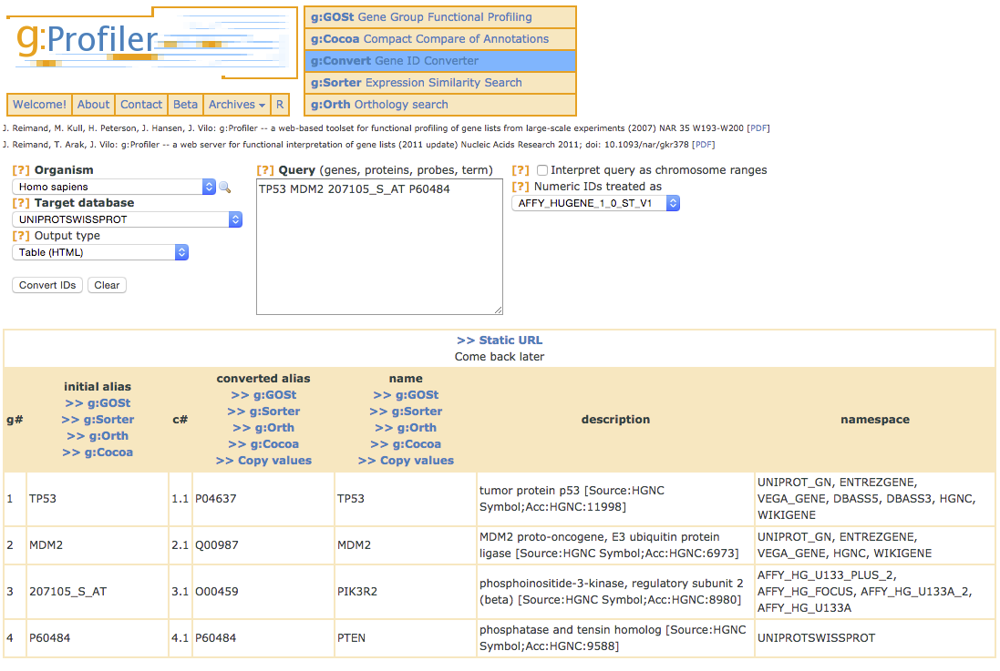 g:Profiler
g:GOSt Gene Group Functional Profiling
g:Cocoa Compact Compare of Annotations
g:Convert Gene ID Converter
g:Sorter Expression Similarity Search
g:Orth Orthology search
Welcome! About Contact Beta Archives R
J. Reimand, M. Kull, H. Peterson, J. Hansen, J. Vilo: g:Profiler -- a web-based toolset for functional profiling of gene lists from large-scale experiments (2007) NAR 35 W193-W200 [PDF]
J. Reimand, T. Arak, J. Vilo: g:Profiler -- a web server for functional interpretation of gene lists (2011 update) Nucleic Acids Research 2011; doi: 10.1093/nar/gkr378 [PDF]
[?] Organism
Homo sapiens
[?] Target database
UNIPROTSWISSPROT
[?] Output type
Table (HTML)
Convert IDs Clear
[?] Query (genes, proteins, probes, term)
TP53 MDM2 207105_S_AT P60484
[?] Interpret query as chromosome ranges
[?] Numeric IDs treated as
AFFY_HUGENE_1_0_ST_V1
>> Static URL
Come back later
g#
initial alias
>> g:GOSt
>> g:Sorter
>> g:Orth
>> g:Cocoa
c#
converted alias
>> g:GOSt
>> g:Sorter
>> g:Orth
>> g:Cocoa
>> Copy values
name
>> g:GOSt
>> g:Sorter
>> g:Orth
>> g:Cocoa
>> Copy values
description
namespace
1 TP53 1.1 P04637 TP53
tumor protein p53 [Source:HGNC
Symbol;Acc:HGNC:11998]
UNIPROT_GN, ENTREZGENE,
VEGA_GENE, DBASS5, DBASS3, HGNC,
WIKIGENE
2 MDM2 2.1 Q00987 MDM2
MDM2 proto-oncogene, E3 ubiquitin protein
ligase [Source:HGNC Symbol;Acc:HGNC:6973]
UNIPROT_GN, ENTREZGENE,
VEGA_GENE, HGNC, WIKIGENE
3 207105_S_AT 3.1 O00459 PIK3R2
phosphoinositide-3-kinase, regulatory subunit 2
(beta) [Source:HGNC Symbol;Acc:HGNC:8980]
AFFY_HG_U133_PLUS_2,
AFFY_HG_FOCUS, AFFY_HG_U133A_2,
AFFY_HG_U133A
4 P60484 4.1 P60484 PTEN
phosphatase and tensin homolog [Source:HGNC
Symbol;Acc:HGNC:9588]
UNIPROTSWISSPROT